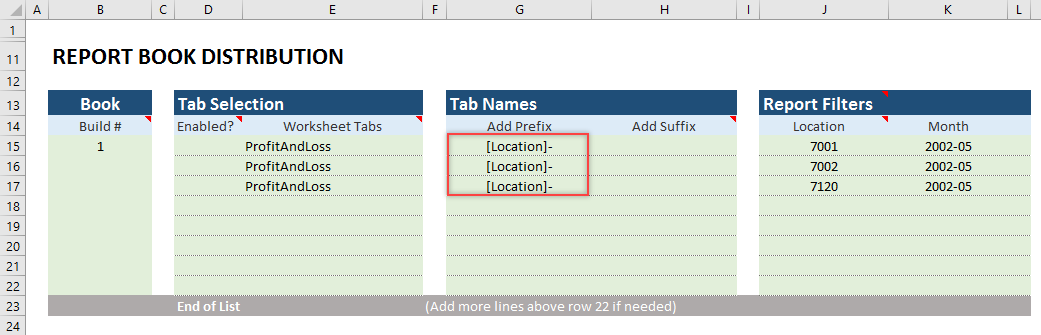 A B C D E F G H I J K L
1
11 REPORT BOOK DISTRIBUTION
12
13 Book Tab Selection Tab Names Report Filters
14 Build # Enabled? Worksheet Tabs Add Prefix Add Suffix Location Month
15 1 ProfitAndLoss [Location]- 7001 2002-05
16 ProfitAndLoss [Location]- 7002 2002-05
17 ProfitAndLoss [Location]- 7120 2002-05
18
19
20
21
22
23 End of List (Add more lines above row 22 if needed)
24